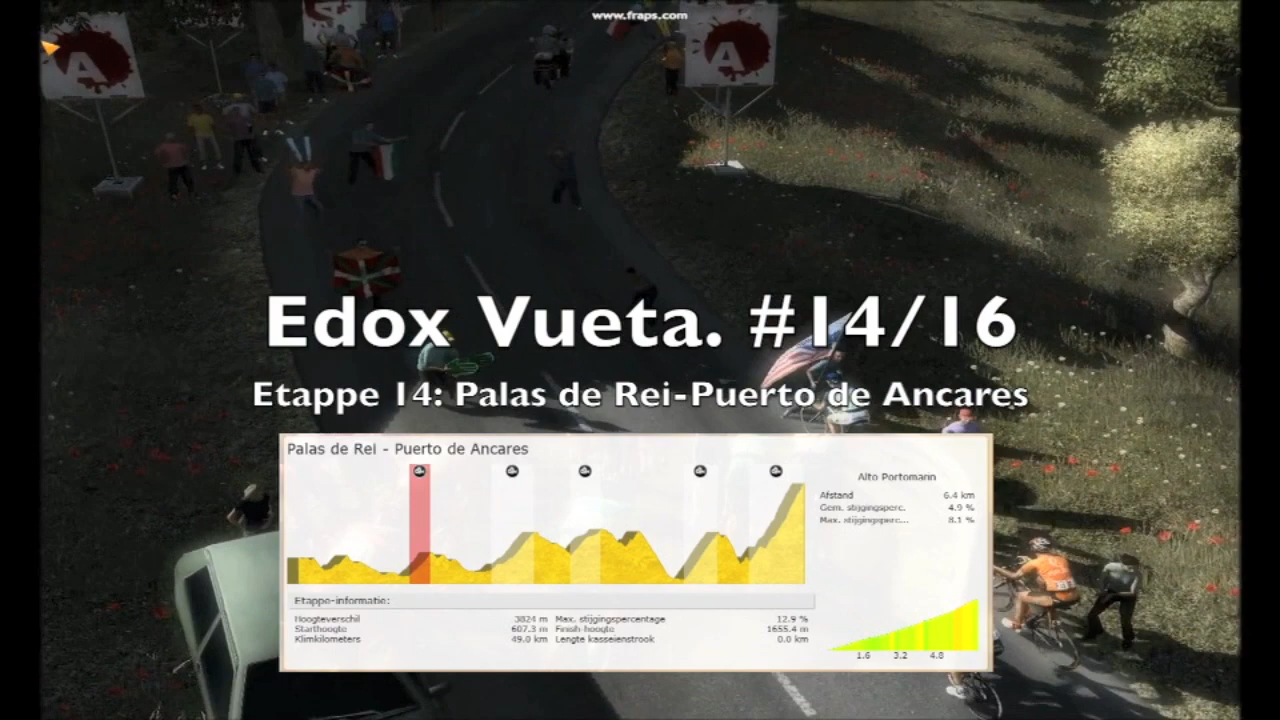 www.fraps.com
A
A
Edox Vueta. #14/16
Etappe 14: Palas de Rei-Puerto de Ancares
Palas de Rei - Puerto de Ancares
Alto Portomarin
Afstand 6.4 km
Gem. stijgingsperc. 4.9 %
Max. stijgingsperc... 8.1 %
Etappe-informatie:
Hoogteverschil 3824 m Max. stijgingspercentage 12.9 %
Starthoogte 607.3 m Finish-hoogte 1655.4 m
Klimkilometers 49.0 km Lengte kasseienstrook 0.0 km
1.6 3.2 4.8